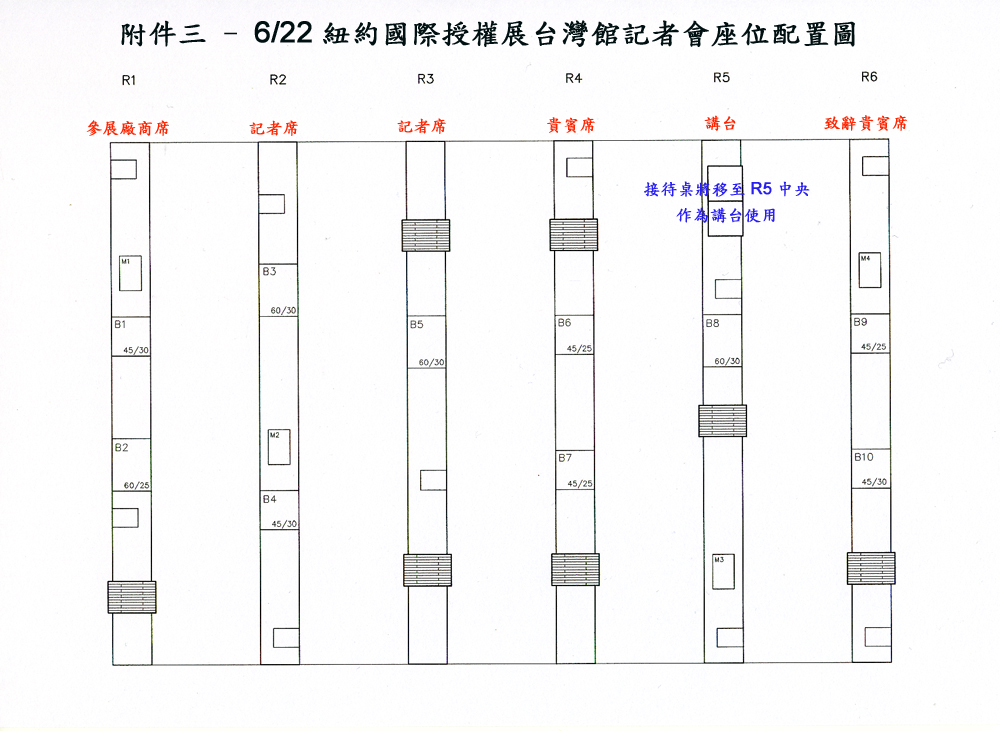 附件三 － 6/22 紐約國際授權展台灣館記者會座位配置圖
R1 R2 R3 R4 R5 R6
參展廠商席 記者席 記者席 貴賓席 講台 致辭貴賓席
接待桌將移至 R5 中央
作為講台使用
M1 M4
B3
60/30
B1 B5 B6 B8 B9
45/30 60/30 45/25 60/30 45/25
M2
B2 B7 B10
60/25 45/25 45/30
B4
45/30
M3